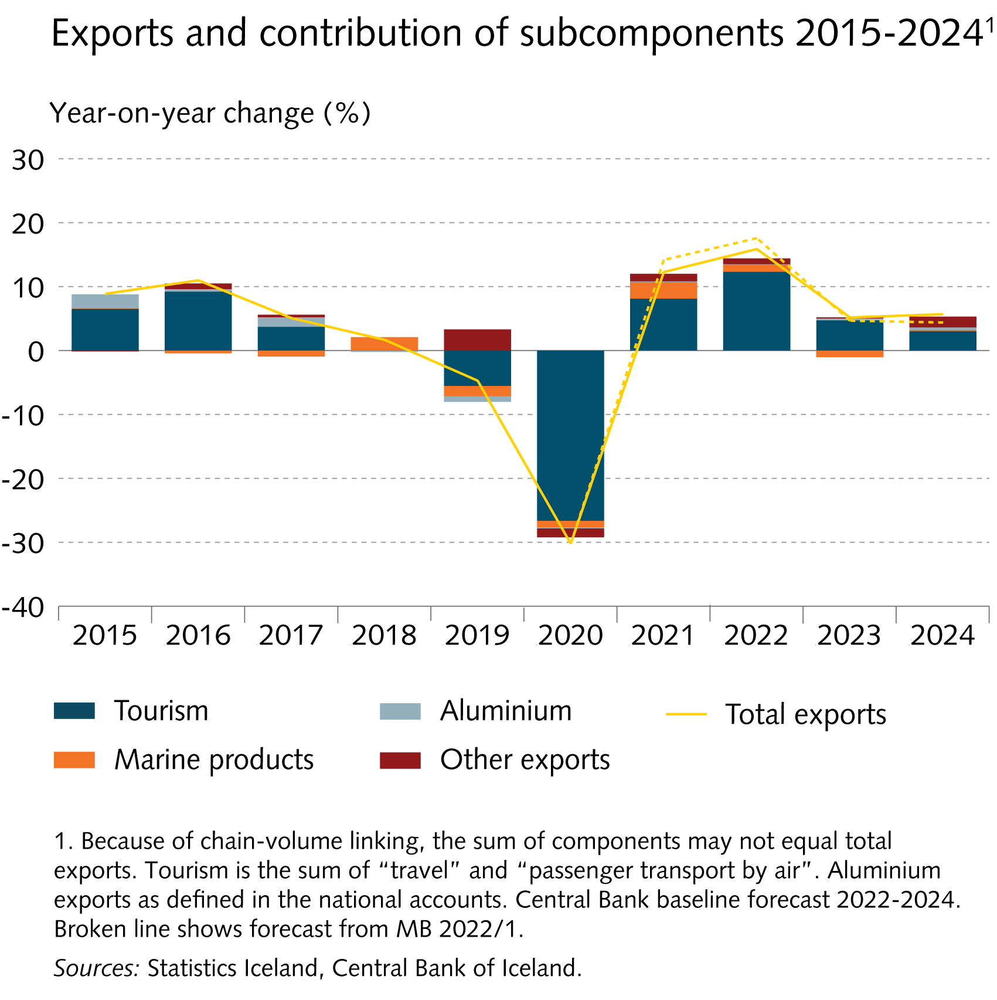 Exports and contribution of subcomponents 2015-2024¹
Year-on-year change (%)
30
20
10
0
-10
-20
-30
-40
2015 2016 2017 2018 2019 2020 2021 2022 2023 2024
Tourism Aluminium Total exports
Marine products Other exports
1. Because of chain-volume linking, the sum of components may not equal total
exports. Tourism is the sum of “travel” and “passenger transport by air”. Aluminium
exports as defined in the national accounts. Central Bank baseline forecast 2022-2024.
Broken line shows forecast from MB 2022/1.
Sources: Statistics Iceland, Central Bank of Iceland.